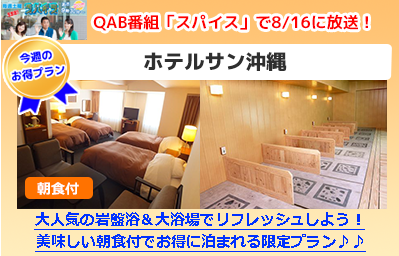 QAB番組「スパイス」で8/16に放送！
今週の
お得プラン
ホテルサン沖縄
朝食付
大人気の岩盤浴＆大浴場でリフレッシュしよう！
美味しい朝食付でお得に泊まれる限定プラン♪♪